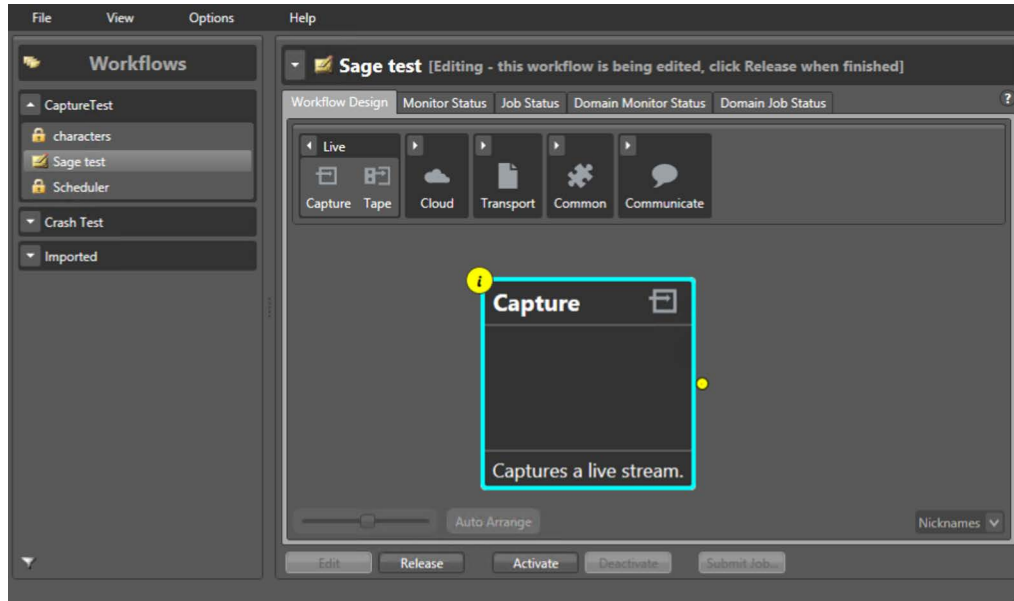 File View Options Help
Workflows
CaptureTest
characters
Sage test
Scheduler
Crash Test
Imported
Sage test [Editing - this workflow is being edited, click Release when finished]
Workflow Design Monitor Status Job Status Domain Monitor Status Domain Job Status ?
Live
Capture Tape Cloud Transport Common Communicate
i
Capture
Captures a live stream.
Auto Arrange Nicknames
Edit Release Activate Deactivate Submit Job...